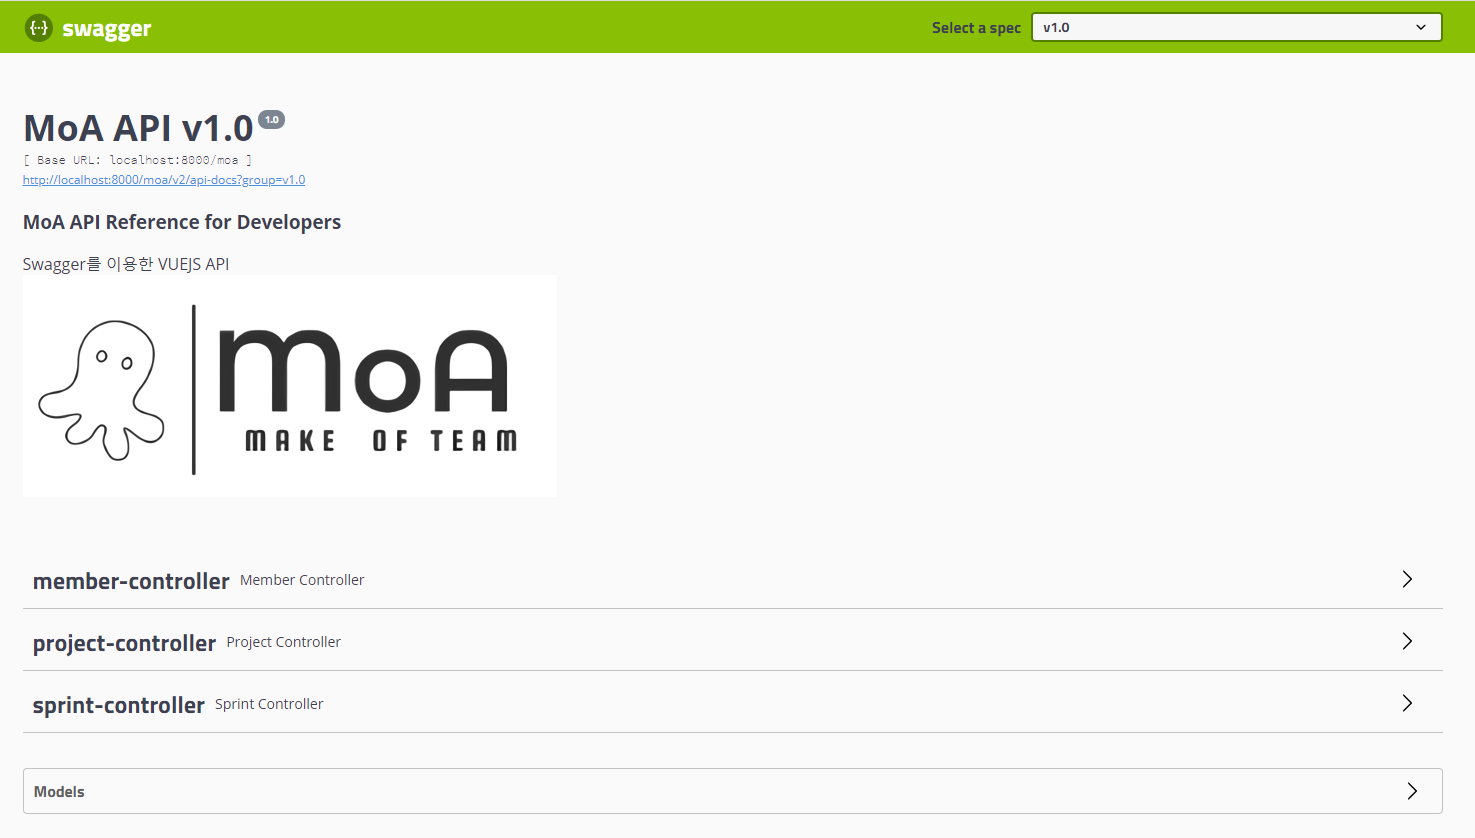 {··} swagger
Select a spec
v1.0
MoA API v1.0 1.0
[ Base URL: localhost:8000/moa ]
http://localhost:8000/moa/v2/api-docs?group=v1.0
MoA API Reference for Developers
Swagger를 이용한 VUEJS API
MoA
MAKE OF TEAM
member-controller Member Controller
project-controller Project Controller
sprint-controller Sprint Controller
Models